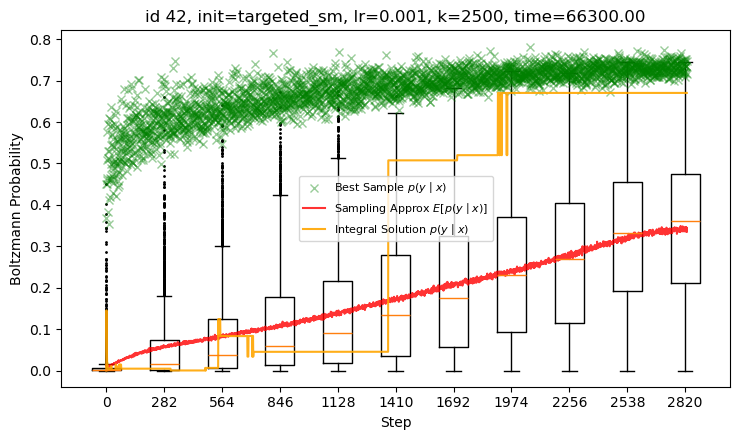 id 42, init=targeted_sm, lr=0.001, k=2500, time=66300.00
Boltzmann Probability
0.8
0.7
0.6
0.5
0.4
0.3
0.2
0.1
0.0
Best Sample p(y | x)
Sampling Approx E[p(y | x)]
Integral Solution p(y | x)
0 282 564 846 1128 1410 1692 1974 2256 2538 2820
Step